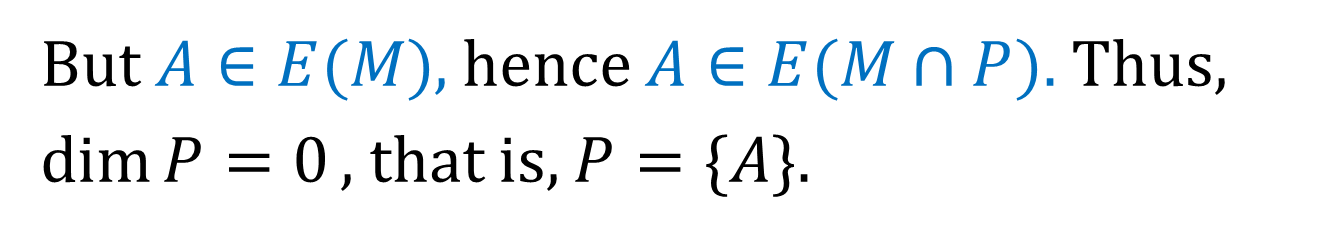 But A ∈ E(M), hence A ∈ E(M ∩ P). Thus,
dim P = 0 , that is, P = {A}.